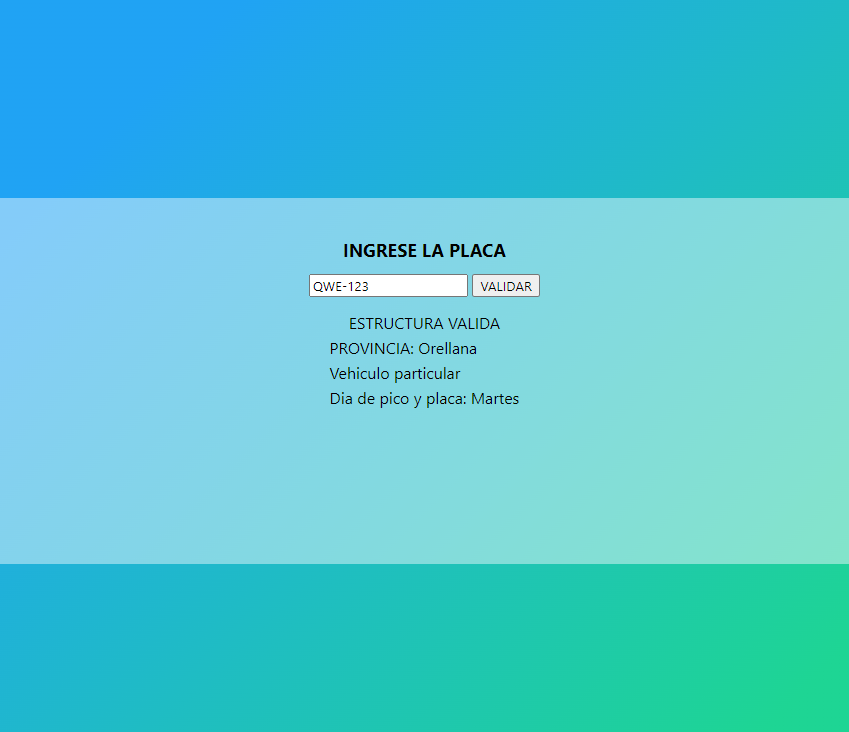 INGRESE LA PLACA
QWE-123 VALIDAR
ESTRUCTURA VALIDA
PROVINCIA: Orellana
Vehiculo particular
Dia de pico y placa: Martes